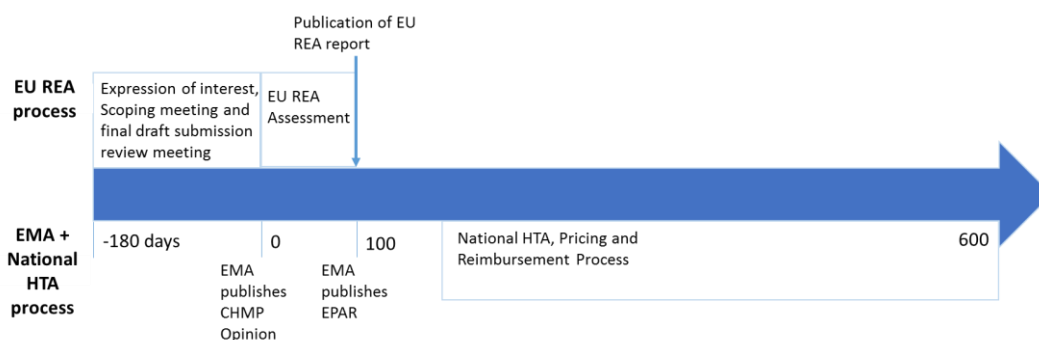 Publication of EU
REA report
EU REA
process
Expression of interest,
Scoping meeting and
final draft submission
review meeting
EU REA
Assessment
EMA +
National
HTA
process
-180 days
0
100
National HTA, Pricing and
Reimbursement Process
600
EMA
publishes
CHMP
Opinion
EMA
publishes
EPAR